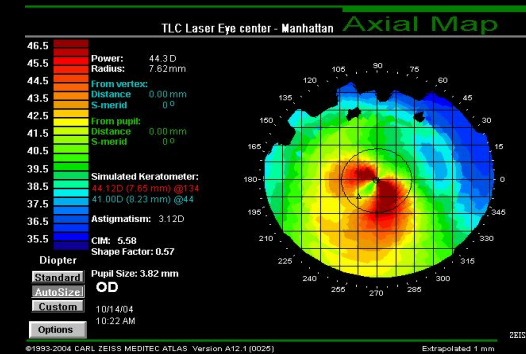 TLC Laser Eye center - Manhattan Axial Map
46.5
45.5
44.5
43.5
42.5
41.5
40.5
39.5
38.5
37.5
36.5
35.5
Diopter
Standard
AutoSize
Custom
Options
Power: 44.3 D
Radius: 7.62 mm
From vertex:
Distance 0.00 mm
S-merid 0°
From pupil:
Distance 0.00 mm
S-merid 0°
Simulated Keratometer:
44.12D (7.65 mm) @134
41.00D (8.23 mm) @44
Astigmatism: 3.12D
CIM: 5.58
Shape Factor: 0.57
Pupil Size: 3.82 mm
OD
10/14/04
10:22 AM
90
105 75
120 60
135 45
30
15
180 0
195 345
210 330
225 315
240 300
255 285
270
ZEIS
©1993-2004 CARL ZEISS MEDITEC ATLAS Version A12.1 (0025) Extrapolated 1 mm